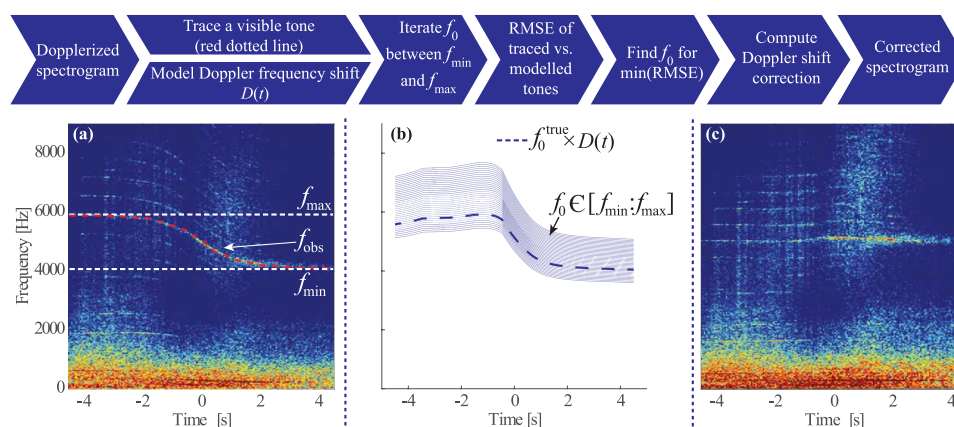 Dopplerized
spectrogram
Trace a visible tone
(red dotted line)
Model Doppler frequency shift
D(t)
Iterate f0
between fmin
and fmax
RMSE of
traced vs.
modelled
tones
Find f0 for
min(RMSE)
Compute
Doppler shift
correction
Corrected
spectrogram
(a)
fmax
fobs
fmin
Frequency [Hz]
8000
6000
4000
2000
0
-4 -2 0 2 4
Time [s]
(b)
f0^true × D(t)
f0 ∈ [fmin:fmax]
-4 -2 0 2 4
Time [s]
(c)
-4 -2 0 2 4
Time [s]